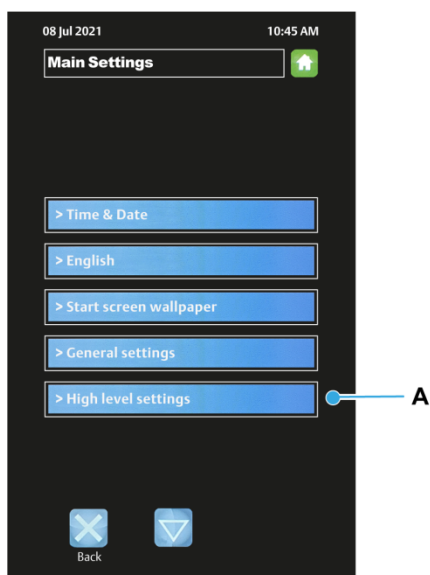 08 Jul 2021 10:45 AM
Main Settings
> Time & Date
> English
> Start screen wallpaper
> General settings
> High level settings
A
Back